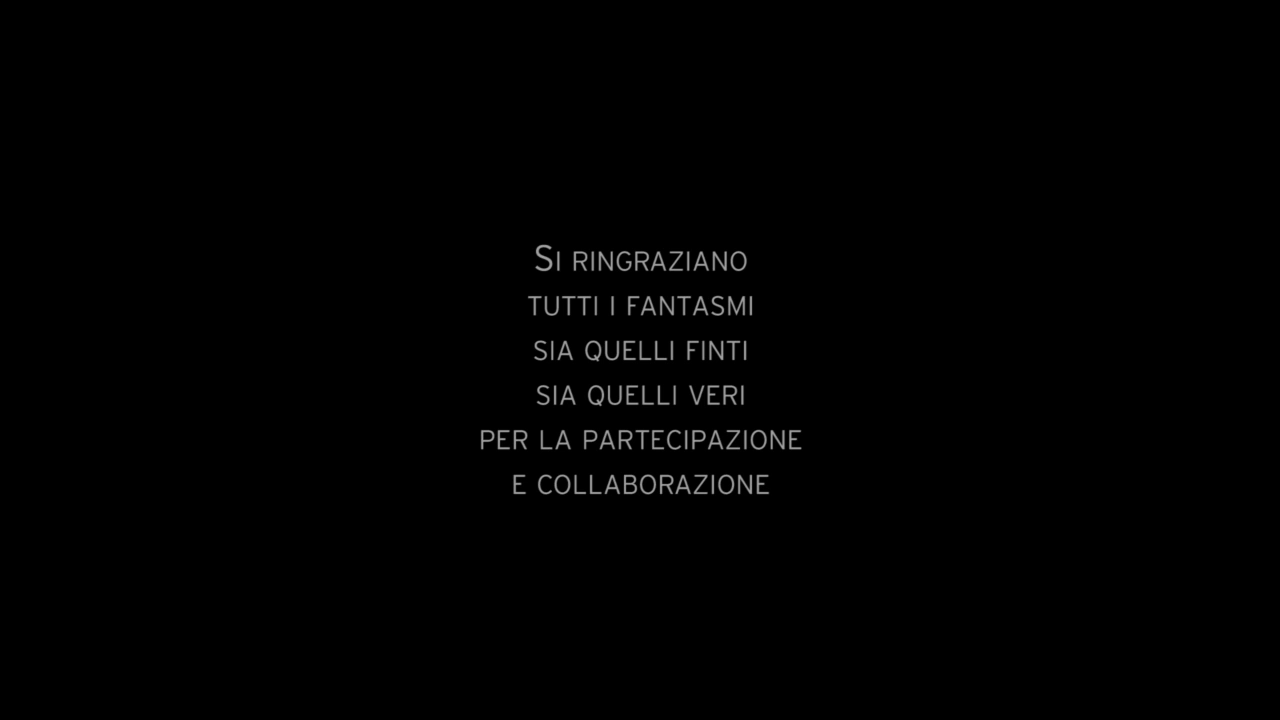 Si ringraziano
tutti i fantasmi
sia quelli finti
sia quelli veri
per la partecipazione
e collaborazione